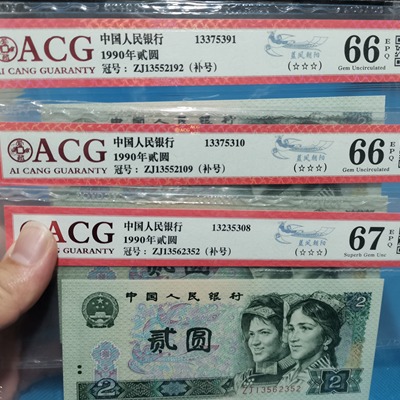 ACG
AI CANG GUARANTY
中国人民银行 13375391
1990年贰圆
冠号：ZJ13552192（补号）
(☆☆☆)
66 EPQ
Gem Uncirculated
ACG
AI CANG GUARANTY
中国人民银行 13375310
1990年贰圆
冠号：ZJ13552109（补号）
(☆☆☆)
66 EPQ
Gem Uncirculated
ACG
GUARANTY
中国人民银行 13235308
1990年贰圆
冠号：ZJ13562352（补号）
(☆☆☆)
67 EPQ
Superb Gem Unc
中国人民银行
贰圆
2
2
ZJ13562352